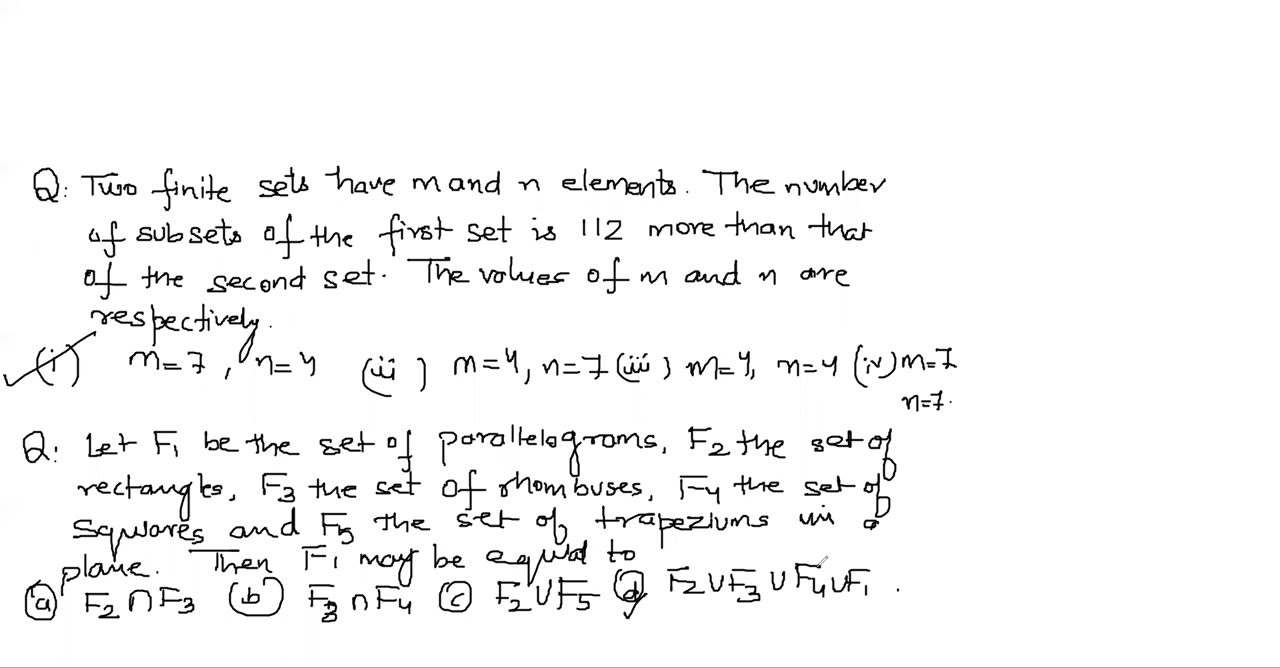 Q: Two finite sets have m and n elements. The number
of subsets of the first set is 112 more than that
of the second set. The values of m and n are
respectively.
(i) m=7, n=4 (ii) m=4, n=7 (iii) m=4, n=4 (iv) m=7
n=7.
Q: Let F1 be the set of parallelograms, F2 the set of
rectangles, F3 the set of rhombuses, F4 the set of
squares and F5 the set of trapeziums in a
plane. Then F1 may be equal to
(a) F2 ∩ F3 (b) F3 ∩ F4 (c) F2 ∪ F5 (d) F2 ∪ F3 ∪ F4 ∪ F1.